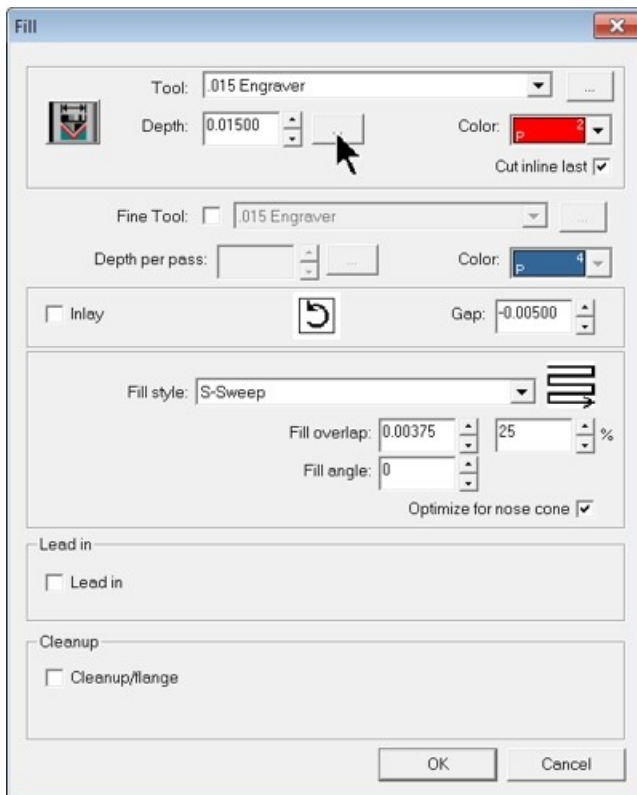 Fill
Tool: .015 Engraver ...
Depth: 0.01500 ... Color: P 2
Cut inline last
Fine Tool: .015 Engraver ...
Depth per pass: ... Color: P 4
Inlay Gap: -0.00500
Fill style: S-Sweep
Fill overlap: 0.00375 25 %
Fill angle: 0
Optimize for nose cone
Lead in
Lead in
Cleanup
Cleanup/flange
OK Cancel